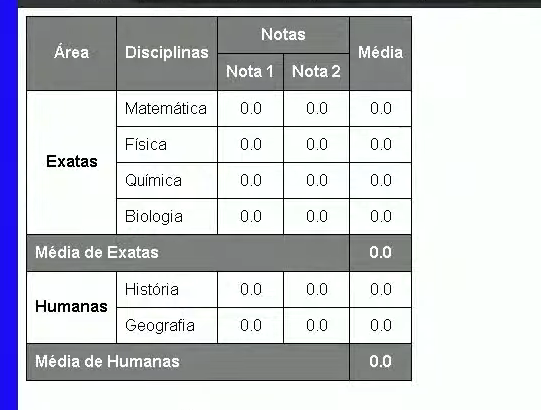 Área Disciplinas Notas Média
Nota 1 Nota 2
Exatas
Matemática 0.0 0.0 0.0
Física 0.0 0.0 0.0
Química 0.0 0.0 0.0
Biologia 0.0 0.0 0.0
Média de Exatas 0.0
Humanas
História 0.0 0.0 0.0
Geografia 0.0 0.0 0.0
Média de Humanas 0.0